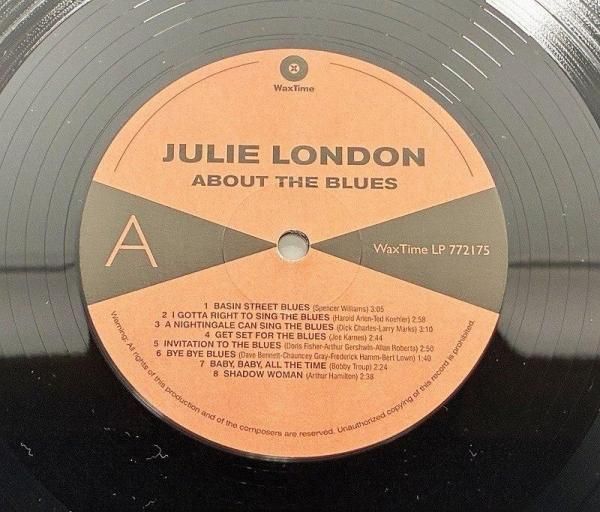 WaxTime
JULIE LONDON
ABOUT THE BLUES
A
WaxTime LP 772175
1 BASIN STREET BLUES (Spencer Williams) 3:05
2 I GOTTA RIGHT TO SING THE BLUES (Harold Arlen-Ted Koehler) 2:58
3 A NIGHTINGALE CAN SING THE BLUES (Dick Charles-Larry Marks) 3:10
4 GET SET FOR THE BLUES (Joe Karnes) 2:44
5 INVITATION TO THE BLUES (Doris Fisher-Arthur Gershwin-Allan Roberts) 2:50
6 BYE BYE BLUES (Dave Bennett-Chauncey Gray-Frederick Hamm-Bert Lown) 1:40
7 BABY, BABY, ALL THE TIME (Bobby Troup) 2:24
8 SHADOW WOMAN (Arthur Hamilton) 2:38
Warning: All rights of this production and of the composers are reserved. Unauthorized copying of this record is prohibited.